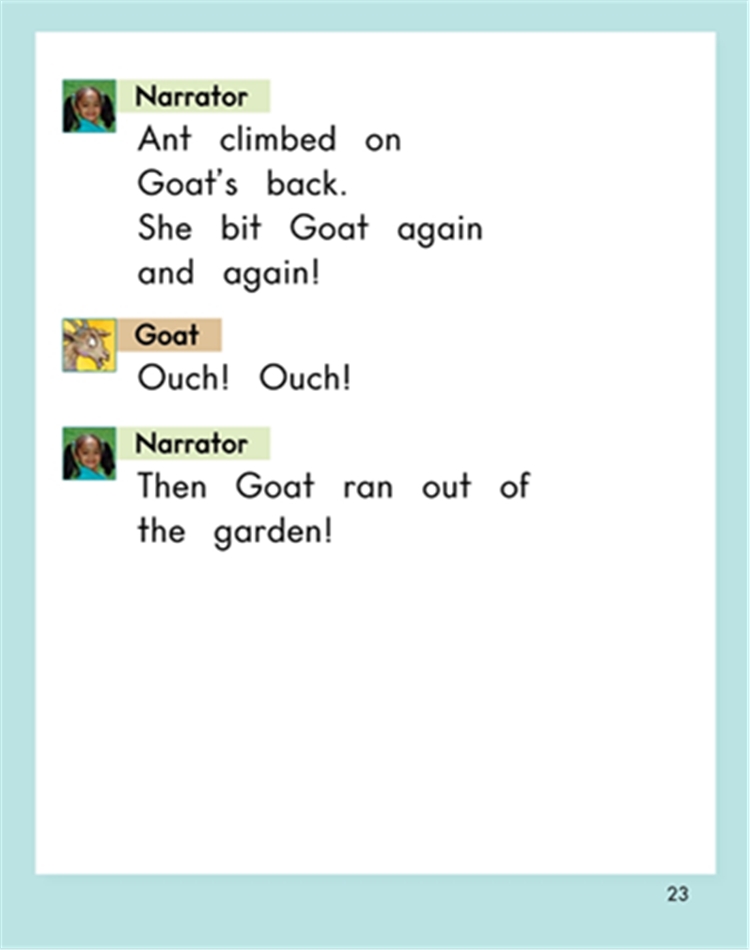 Narrator
Ant climbed on
Goat's back.
She bit Goat again
and again!
Goat
Ouch! Ouch!
Narrator
Then Goat ran out of
the garden!
23